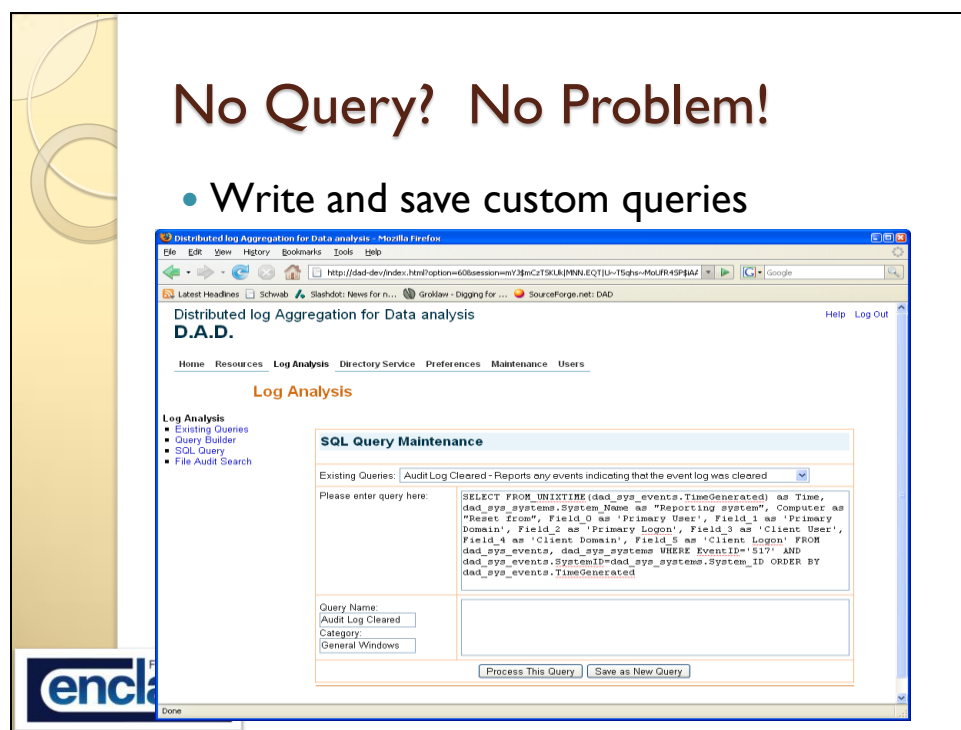 No Query? No Problem!
• Write and save custom queries
Distributed log Aggregation for Data analysis - Mozilla Firefox
File Edit View History Bookmarks Tools Help
Google
Latest Headlines Schwab Slashdot: News for n... Groklaw - Digging for ... SourceForge.net: DAD
Distributed log Aggregation for Data analysis
Help Log Out
D.A.D.
Home Resources Log Analysis Directory Service Preferences Maintenance Users
Log Analysis
Log Analysis
Existing Queries
Query Builder
SQL Query
File Audit Search
SQL Query Maintenance
Existing Queries: Audit Log Cleared - Reports any events indicating that the event log was cleared
Please enter query here:
SELECT FROM_UNIXTIME(dad_sys_events.TimeGenerated) as Time,
dad_sys_systems.System_Name as "Reporting system", Computer as
"Reset from", Field_0 as 'Primary User', Field_1 as 'Primary
Domain', Field_2 as 'Primary Logon', Field_3 as 'Client User',
Field_4 as 'Client Domain', Field_5 as 'Client Logon' FROM
dad_sys_events, dad_sys_systems WHERE EventID='517' AND
dad_sys_events.SystemID=dad_sys_systems.System_ID ORDER BY
dad_sys_events.TimeGenerated
Query Name:
Audit Log Cleared
Category:
General Windows
Process This Query Save as New Query
Done